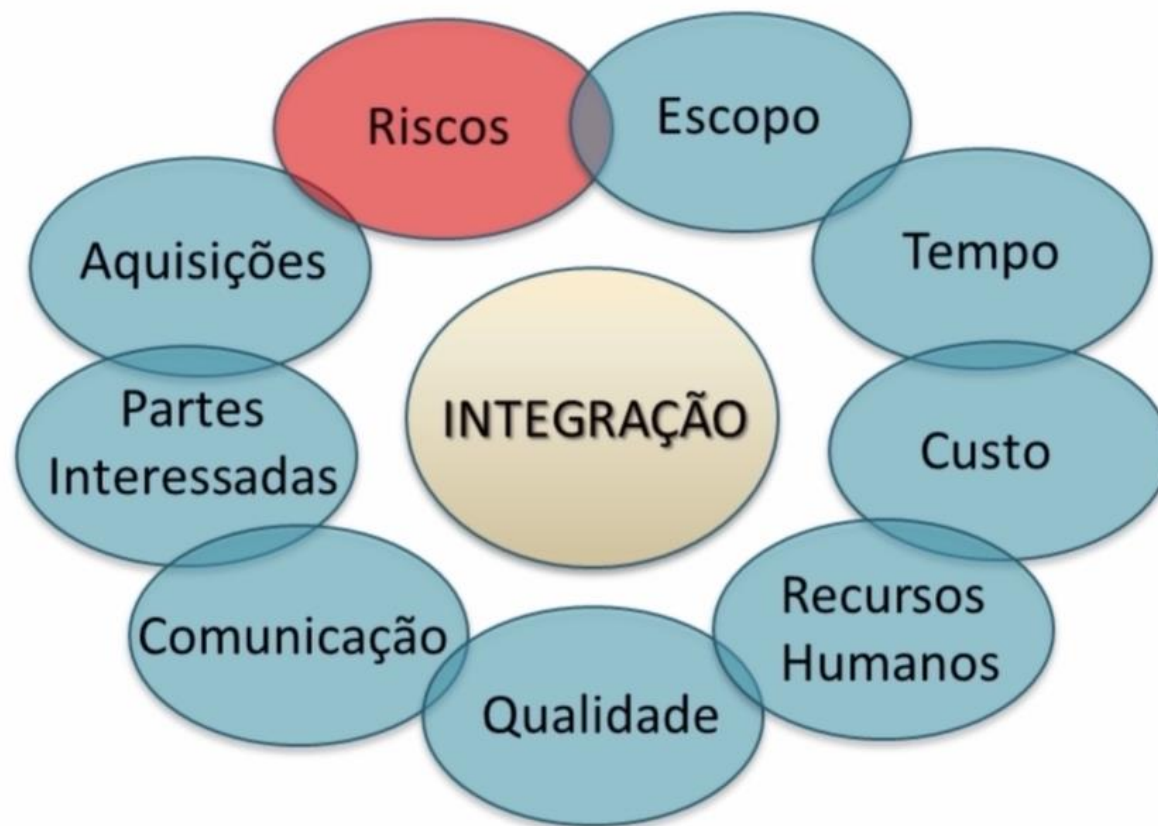 Riscos
Escopo
Tempo
Custo
Recursos
Humanos
Qualidade
Comunicação
Partes
Interessadas
Aquisições
INTEGRAÇÃO